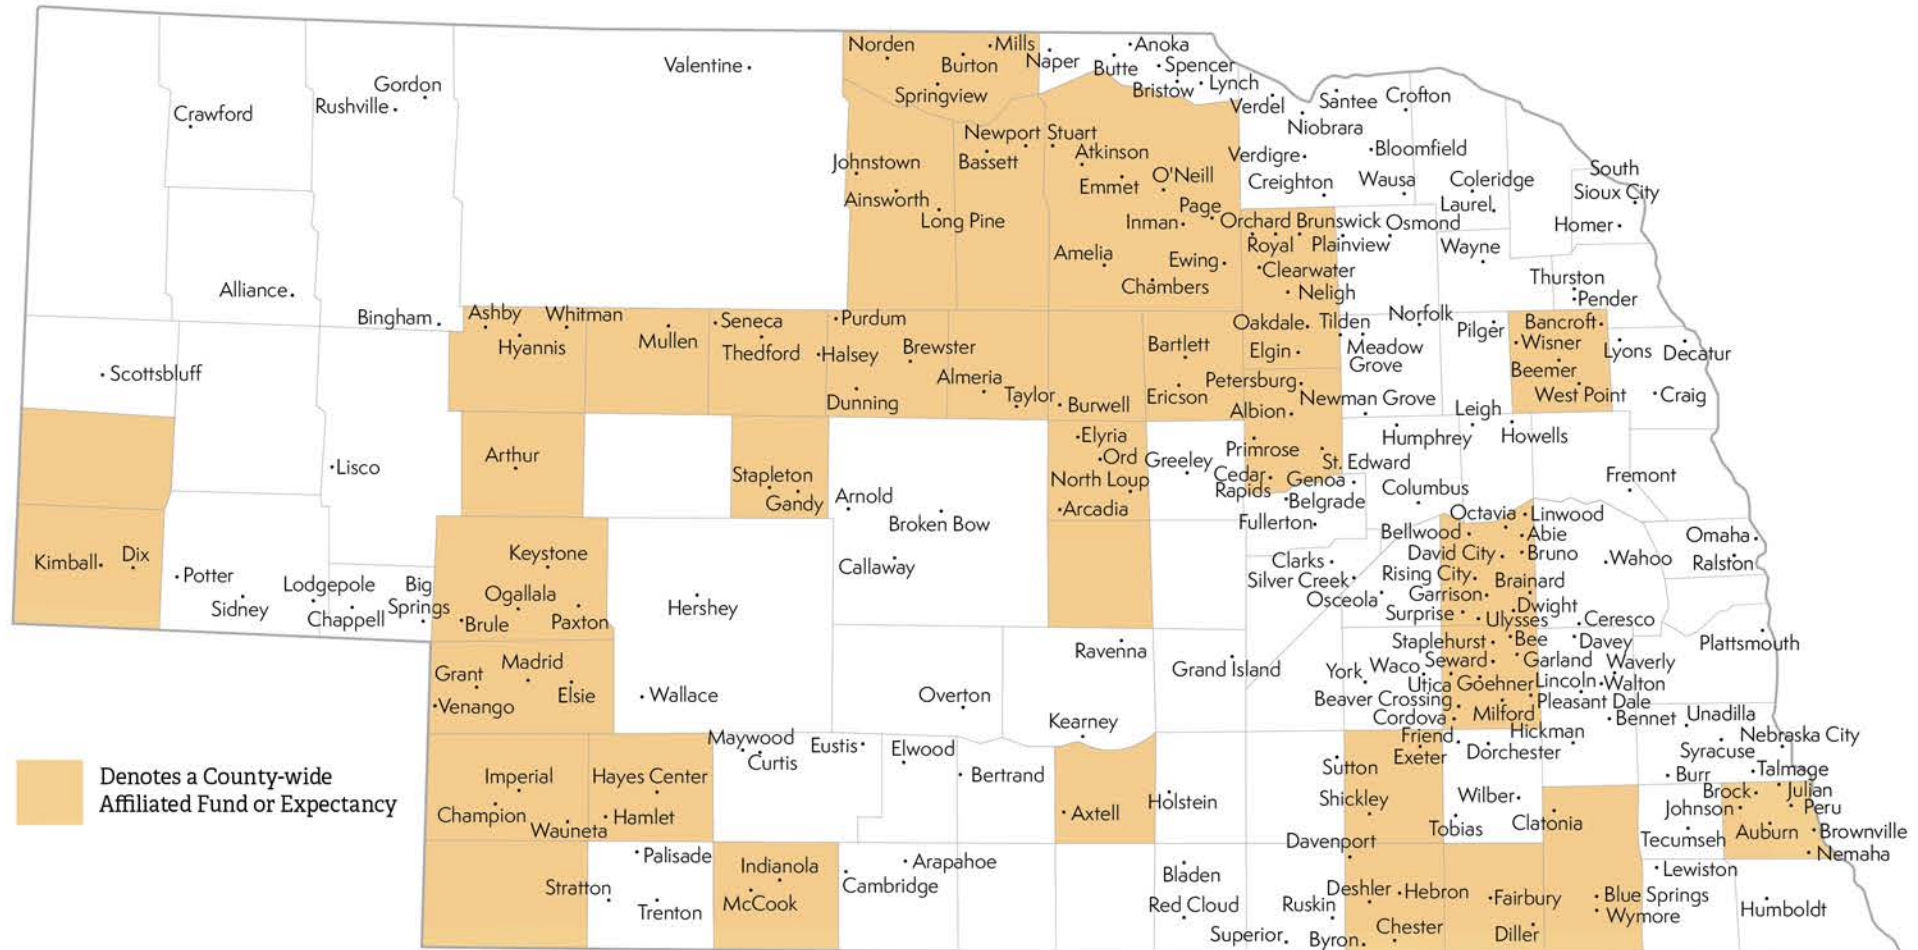 Norden
Mills
Burton
Naper
Springview
Anoka
Butte
Spencer
Bristow
Lynch
Valentine
Gordon
Rushville
Crawford
Verdel
Santee
Crofton
Niobrara
Newport
Stuart
Bassett
Atkinson
Johnstown
Emmet
O'Neill
Ainsworth
Long Pine
Page
Inman
Verdigre
Bloomfield
Creighton
Wausa
Coleridge
Laurel
South
Sioux City
Homer
Orchard
Brunswick
Osmond
Royal
Plainview
Wayne
Amelia
Ewing
Clearwater
Chambers
Neligh
Thurston
Pender
Alliance
Bingham
Ashby
Whitman
Hyannis
Mullen
Seneca
Thedford
Purdum
Halsey
Brewster
Dunning
Almeria
Taylor
Burwell
Bartlett
Ericson
Oakdale
Tilden
Elgin
Meadow
Grove
Norfolk
Pilger
Bancroft
Wisner
Beemer
West Point
Lyons
Decatur
Craig
Scottsbluff
Petersburg
Newman Grove
Albion
Leigh
Humphrey
Howells
Elyria
Ord
North Loup
Arcadia
Greeley
Primrose
St. Edward
Cedar
Rapids
Genoa
Belgrade
Fullerton
Columbus
Fremont
Lisco
Arthur
Stapleton
Gandy
Arnold
Broken Bow
Callaway
Octavia
Linwood
Bellwood
Abie
David City
Bruno
Rising City
Brainard
Garrison
Dwight
Surprise
Ulysses
Clarks
Silver Creek
Osceola
Wahoo
Omaha
Ralston
Ceresco
Kimball
Dix
Potter
Sidney
Lodgepole
Chappell
Big
Springs
Keystone
Ogallala
Brule
Paxton
Hershey
Grant
Madrid
Elsie
Venango
Wallace
Overton
Ravenna
Grand Island
Kearney
Staplehurst
Bee
Davey
Plattsmouth
York
Waco
Seward
Garland
Waverly
Utica
Goehner
Lincoln
Walton
Beaver Crossing
Pleasant Dale
Cordova
Milford
Bennet
Unadilla
Friend
Hickman
Nebraska City
Exeter
Dorchester
Syracuse
Denotes a County-wide
Affiliated Fund or Expectancy
Imperial
Hayes Center
Champion
Wauneta
Hamlet
Maywood
Curtis
Eustis
Elwood
Bertrand
Axtell
Holstein
Sutton
Shickley
Wilber
Tobias
Clatonia
Burr
Talmage
Brock
Julian
Johnson
Peru
Tecumseh
Auburn
Brownville
Nemaha
Davenport
Palisade
Stratton
Trenton
Indianola
McCook
Arapahoe
Cambridge
Bladen
Red Cloud
Superior
Ruskin
Byron
Deshler
Hebron
Chester
Fairbury
Diller
Blue Springs
Wymore
Lewiston
Humboldt